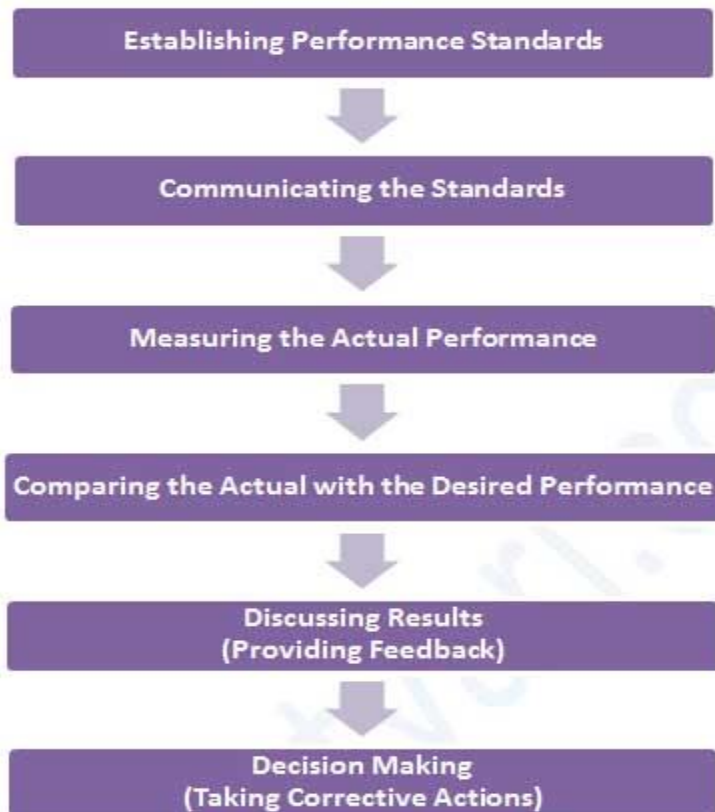 Establishing Performance Standards
Communicating the Standards
Measuring the Actual Performance
Comparing the Actual with the Desired Performance
Discussing Results
(Providing Feedback)
Decision Making
(Taking Corrective Actions)